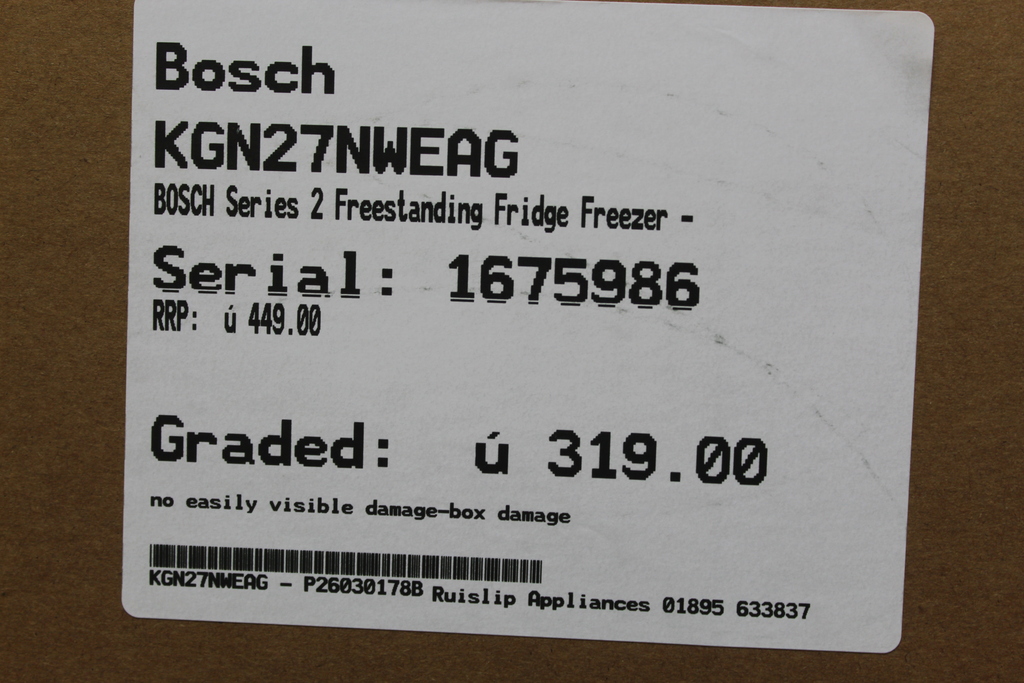 Bosch
KGN27NWEAG
BOSCH Series 2 Freestanding Fridge Freezer -
Serial: 1675986
RRP: ú 449.00
Graded: ú 319.00
no easily visible damage-box damage
KGN27NWEAG - P26030178B Ruislip Appliances 01895 633837